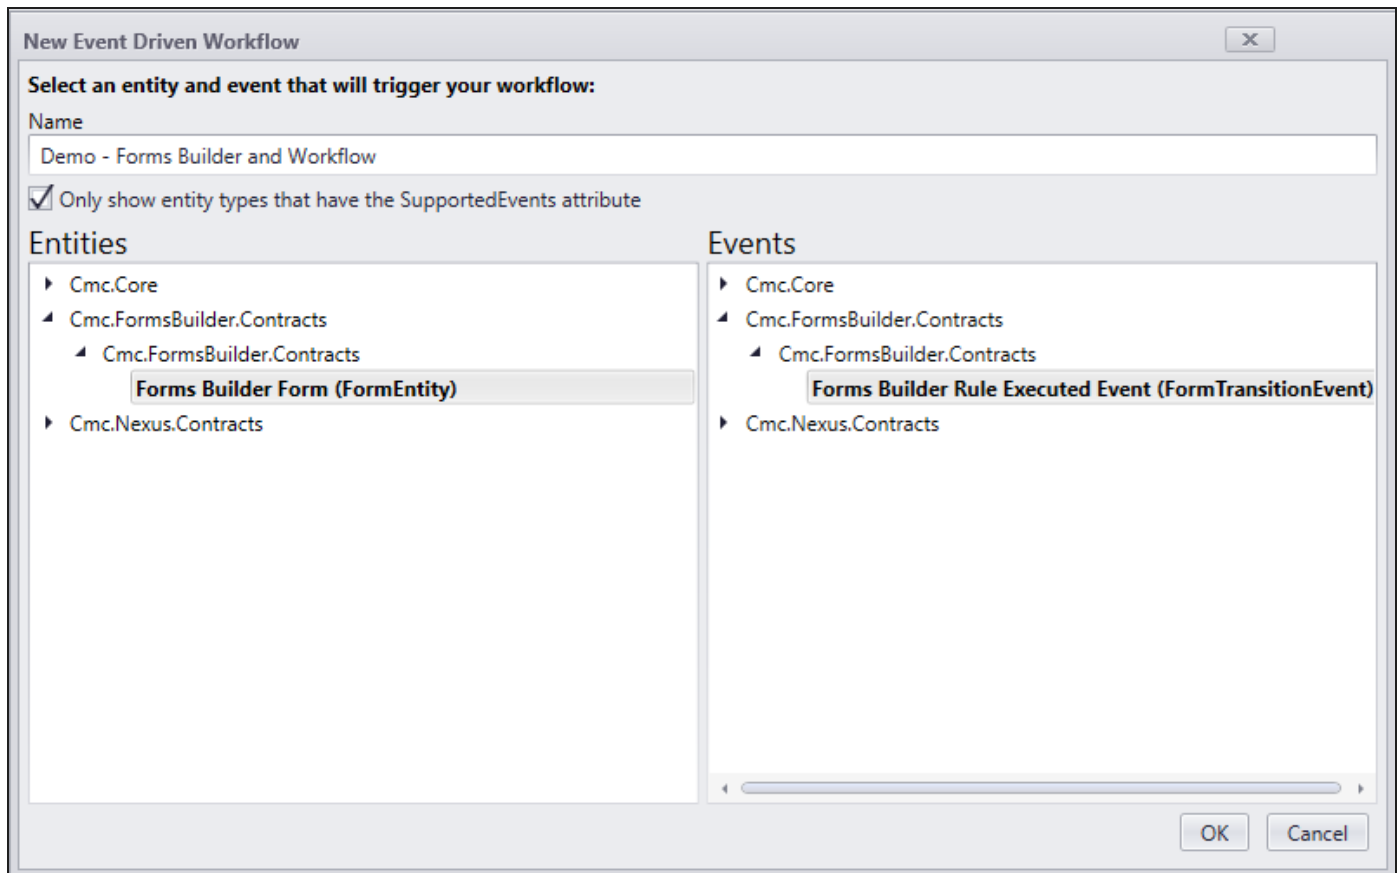 New Event Driven Workflow
Select an entity and event that will trigger your workflow:
Name
Demo - Forms Builder and Workflow
Only show entity types that have the SupportedEvents attribute
Entities
Cmc.Core
Cmc.FormsBuilder.Contracts
Cmc.FormsBuilder.Contracts
Forms Builder Form (FormEntity)
Cmc.Nexus.Contracts
Events
Cmc.Core
Cmc.FormsBuilder.Contracts
Cmc.FormsBuilder.Contracts
Forms Builder Rule Executed Event (FormTransitionEvent)
Cmc.Nexus.Contracts
OK
Cancel